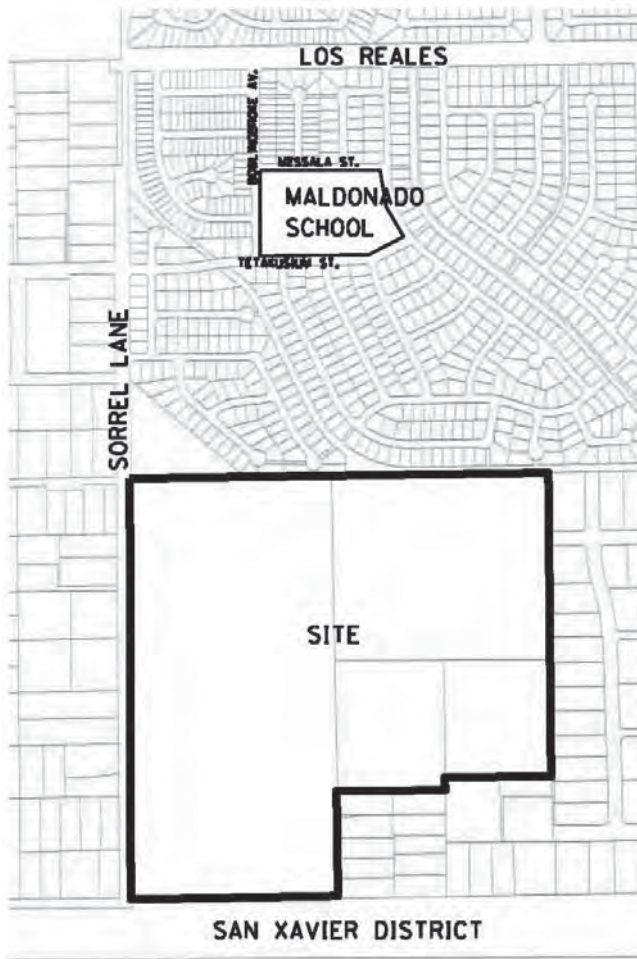 LOS REALES
MESSALA ST.
MALDONADO
SCHOOL
SORREL LANE
SITE
SAN XAVIER DISTRICT